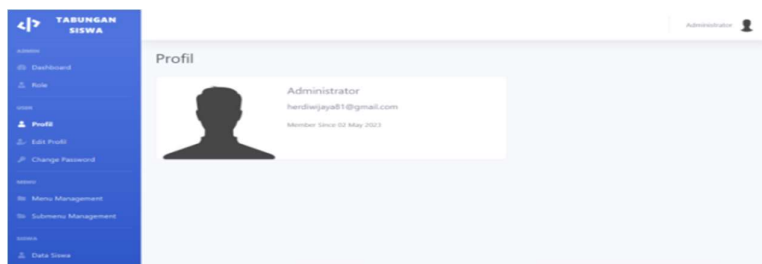 TABUNGAN
SISWA
ADMIN
Dashboard
Role
USER
Profil
Edit Profil
Change Password
MENU
Menu Management
Submenu Management
SISWA
Data Siswa
Administrator
Profil
Administrator
herdiwijaya81@gmail.com
Member Since 02 May 2023